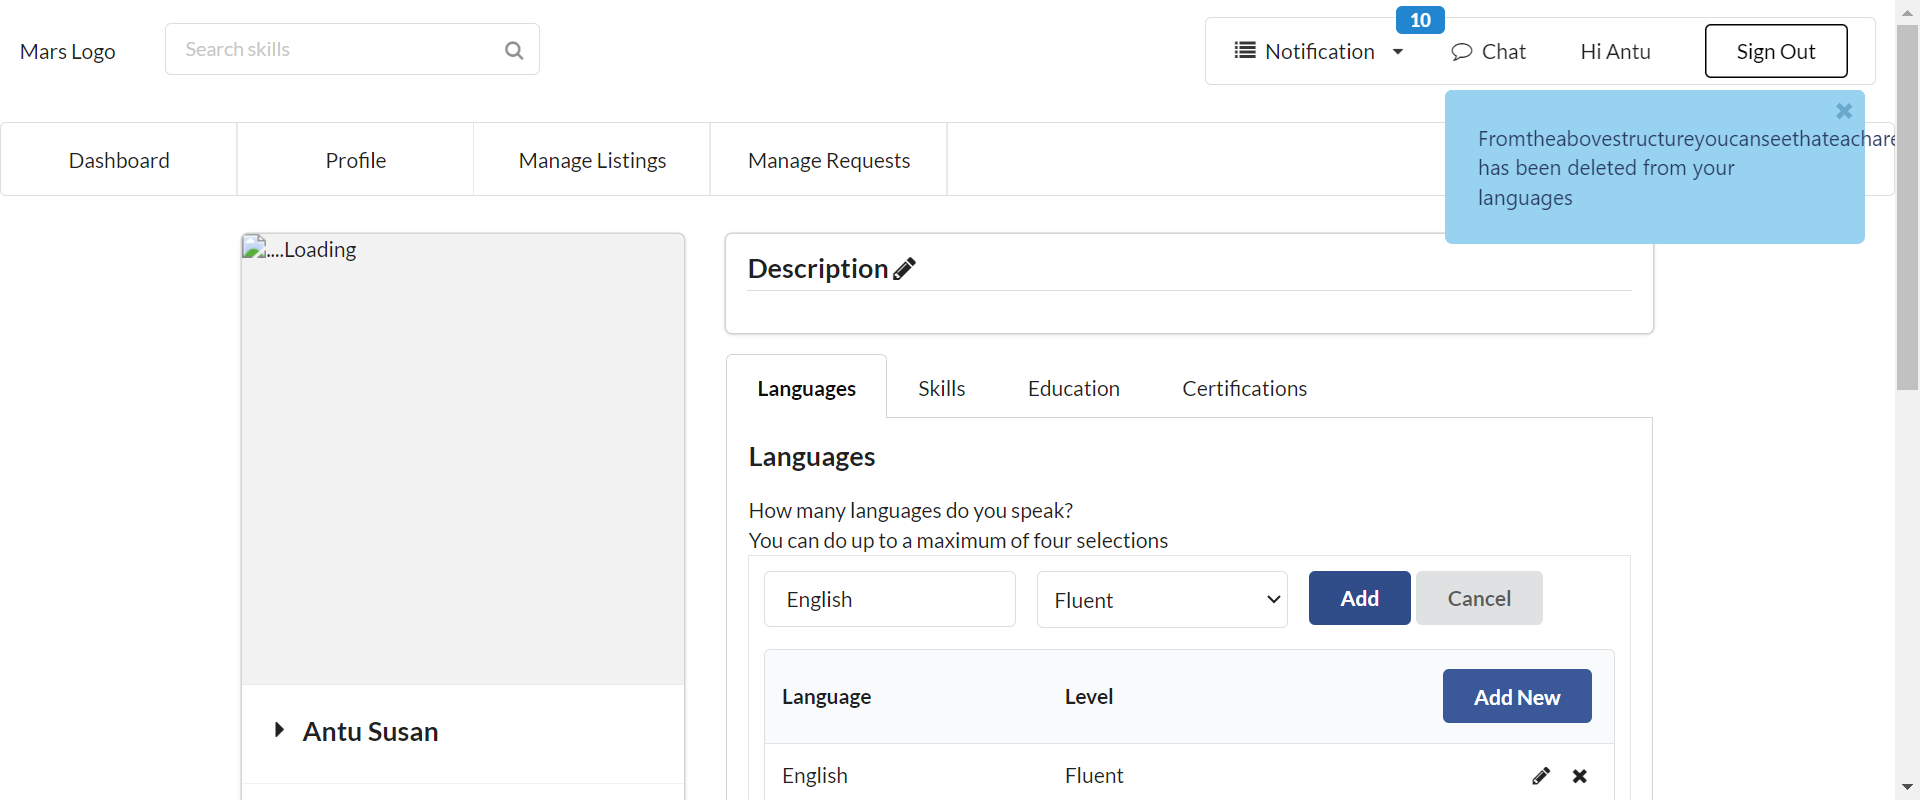 Mars Logo
Search skills
10
Notification
Chat
Hi Antu
Sign Out
Dashboard
Profile
Manage Listings
Manage Requests
Fromtheabovestructureyoucanseethateachare
has been deleted from your
languages
....Loading
Description
Languages
Skills
Education
Certifications
Languages
How many languages do you speak?
You can do up to a maximum of four selections
English
Fluent
Add
Cancel
Language
Level
Add New
Antu Susan
English
Fluent